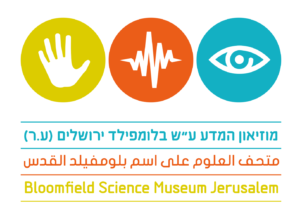 מוזיאון המדע ע״ש בלומפילד ירושלים (ע.ר)
متحف العلوم على اسم بلومفيلد القدس
Bloomfield Science Museum Jerusalem